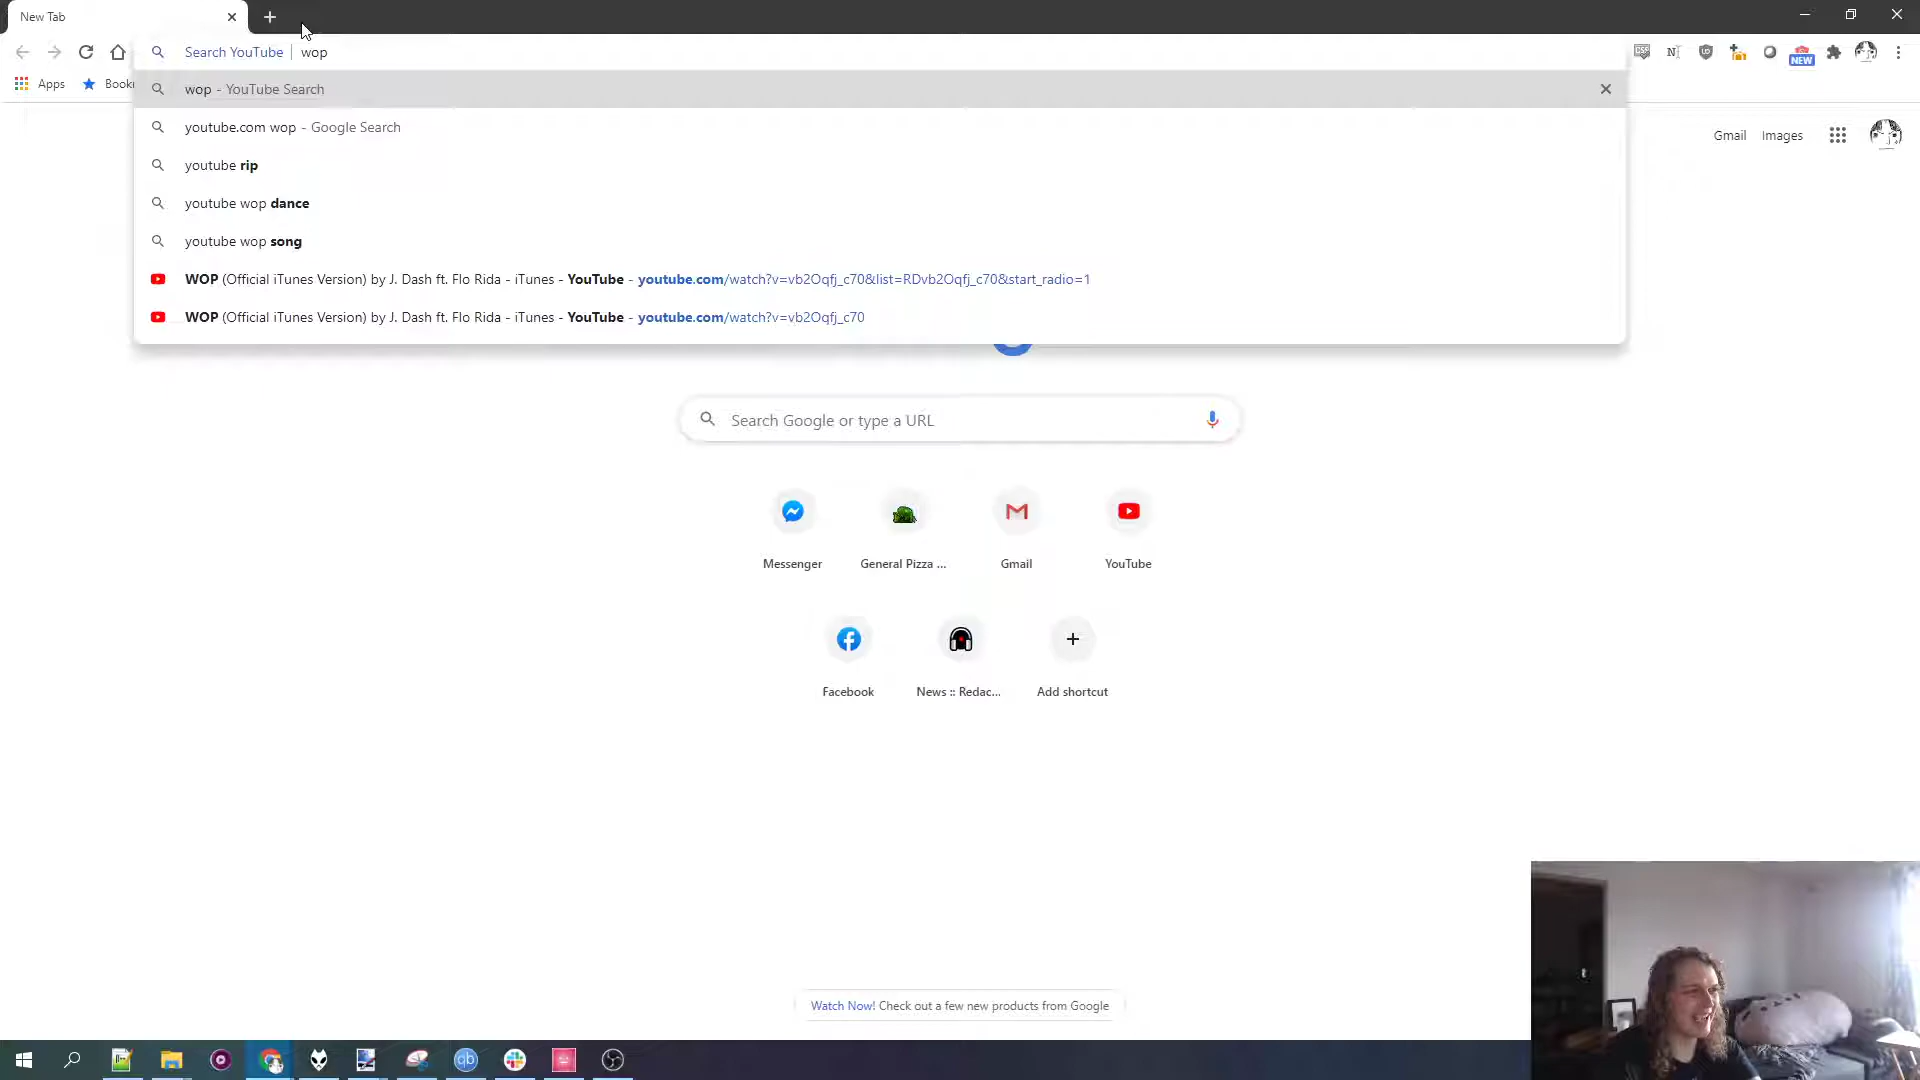 New Tab
Search YouTube | wop
Apps
Bookr
wop - YouTube Search
youtube.com wop - Google Search
youtube rip
youtube wop dance
youtube wop song
WOP (Official iTunes Version) by J. Dash ft. Flo Rida - iTunes - YouTube - youtube.com/watch?v=vb2Oqfj_c70&list=RDvb2Oqfj_c70&start_radio=1
WOP (Official iTunes Version) by J. Dash ft. Flo Rida - iTunes - YouTube - youtube.com/watch?v=vb2Oqfj_c70
NEW
Gmail Images
Search Google or type a URL
Messenger General Pizza ... Gmail YouTube
Facebook News :: Redac... Add shortcut
Watch Now! Check out a few new products from Google
qb